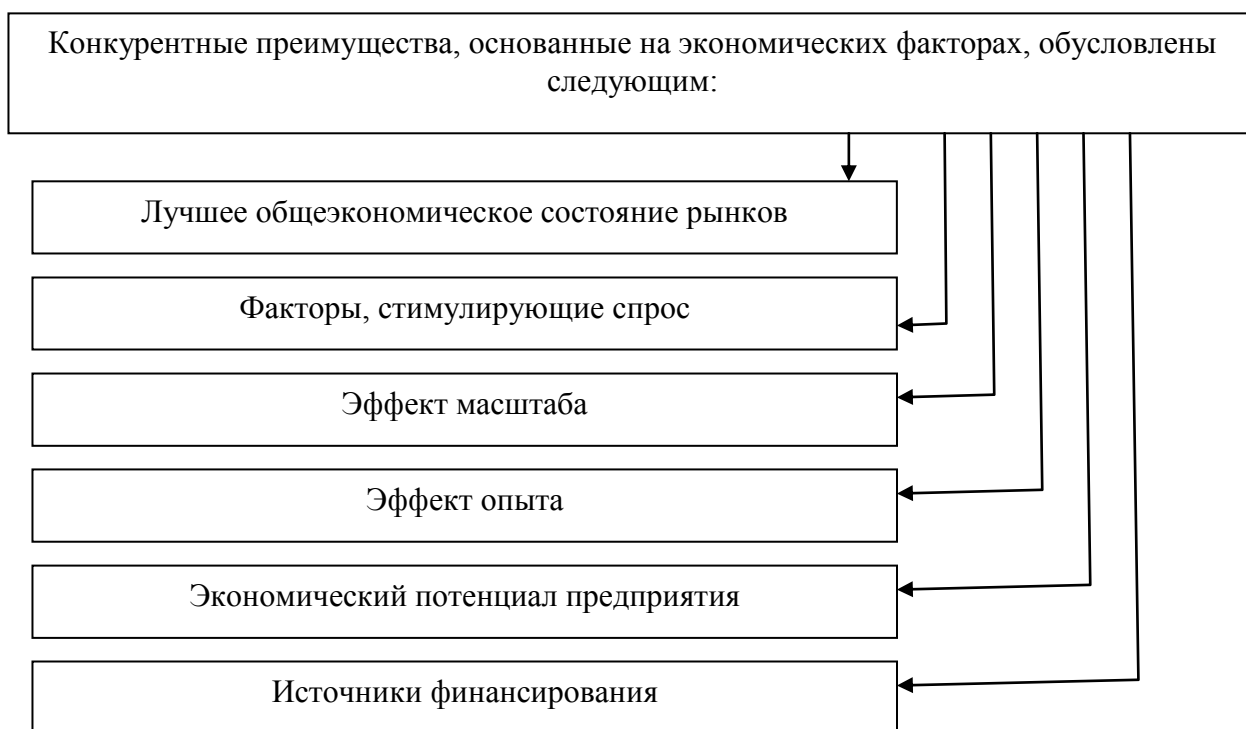 Конкурентные преимущества, основанные на экономических факторах, обусловлены
следующим:
Лучшее общеэкономическое состояние рынков
Факторы, стимулирующие спрос
Эффект масштаба
Эффект опыта
Экономический потенциал предприятия
Источники финансирования